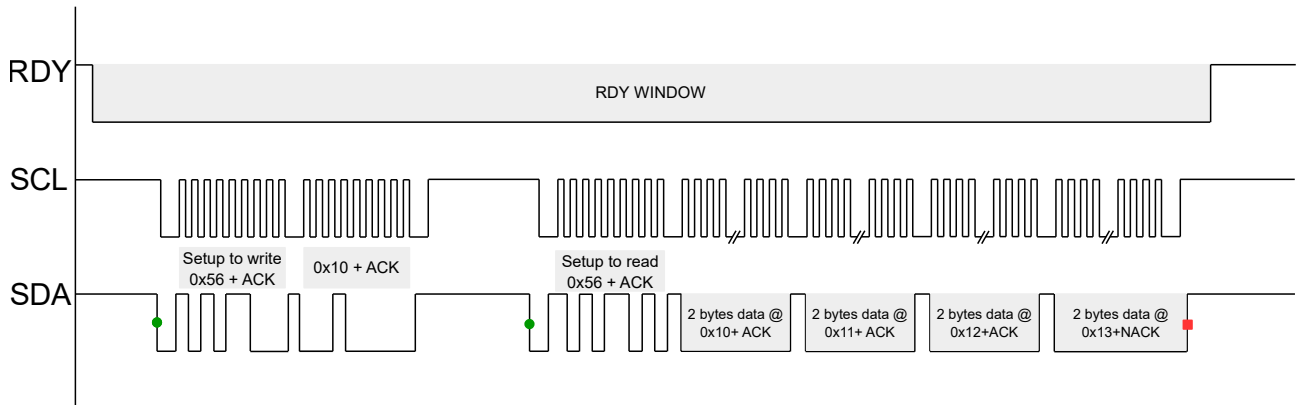 RDY
RDY WINDOW
SCL
Setup to write
0x56 + ACK
0x10 + ACK
Setup to read
0x56 + ACK
SDA
2 bytes data @
0x10+ ACK
2 bytes data @
0x11+ ACK
2 bytes data @
0x12+ACK
2 bytes data @
0x13+NACK